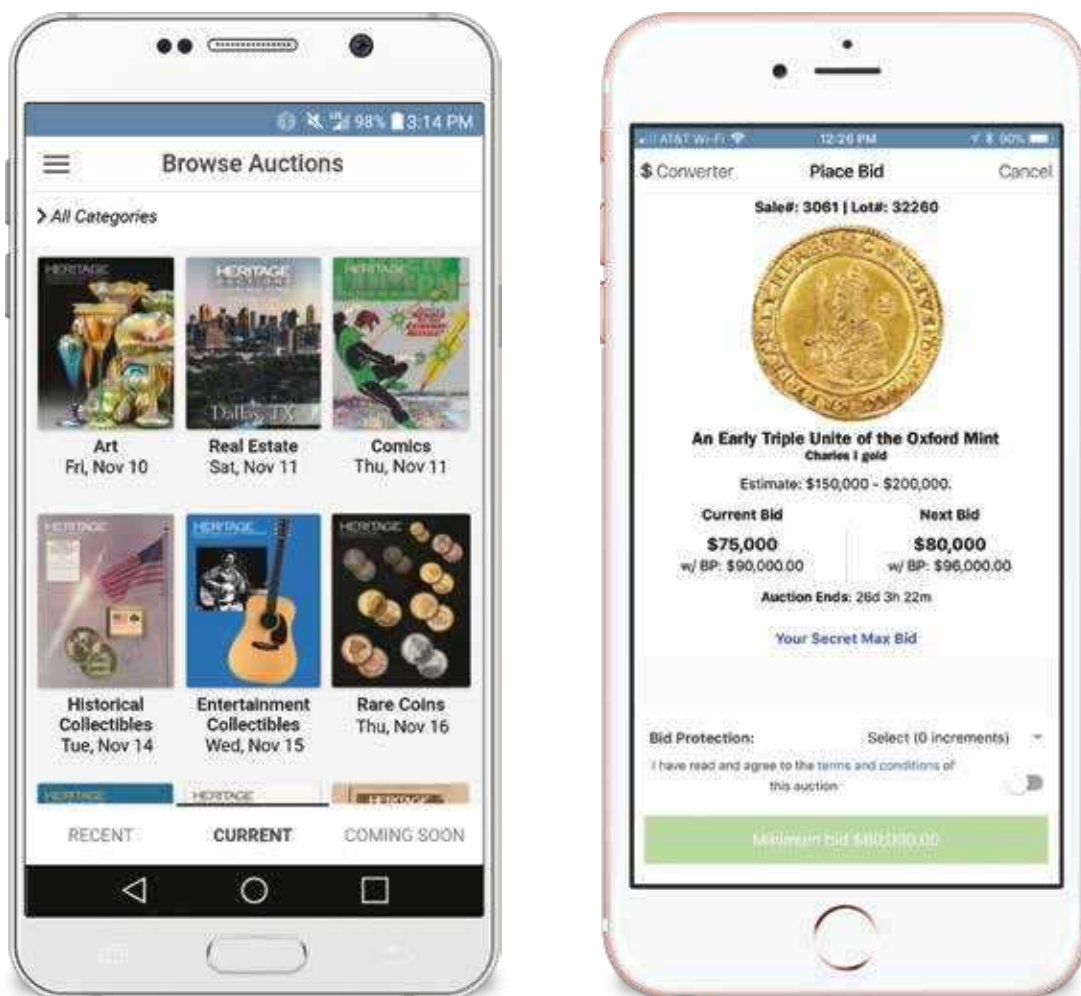 98% 3:14 PM
Browse Auctions
All Categories
HERITAGE
HERITAGE
AUCTIONS
HERITAGE
Dallas, TX
Art
Fri, Nov 10
Real Estate
Sat, Nov 11
Comics
Thu, Nov 11
HERITAGE
HERITAGE
HERITAGE
Historical
Collectibles
Tue, Nov 14
Entertainment
Collectibles
Wed, Nov 15
Rare Coins
Thu, Nov 16
HERITAGE
HERITAGE
HERITAGE
RECENT
CURRENT
COMING SOON
AT&T Wi-Fi
12:26 PM
90%
$ Converter
Place Bid
Cancel
Sale#: 3061 | Lot#: 32260
An Early Triple Unite of the Oxford Mint
Charles I gold
Estimate: $150,000 - $200,000.
Current Bid
Next Bid
$75,000
$80,000
w/ BP: $90,000.00
w/ BP: $96,000.00
Auction Ends: 26d 3h 22m
Your Secret Max Bid
Bid Protection:
Select (0 increments)
I have read and agree to the terms and conditions of
this auction
Minimum bid $80,000.00